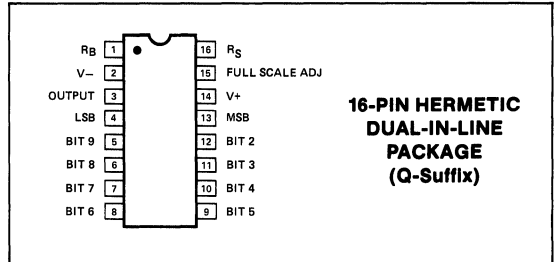 R_B 1 16 R_S
V− 2 15 FULL SCALE ADJ
OUTPUT 3 14 V+
LSB 4 13 MSB
BIT 9 5 12 BIT 2
BIT 8 6 11 BIT 3
BIT 7 7 10 BIT 4
BIT 6 8 9 BIT 5
16-PIN HERMETIC
DUAL-IN-LINE
PACKAGE
(Q-Suffix)